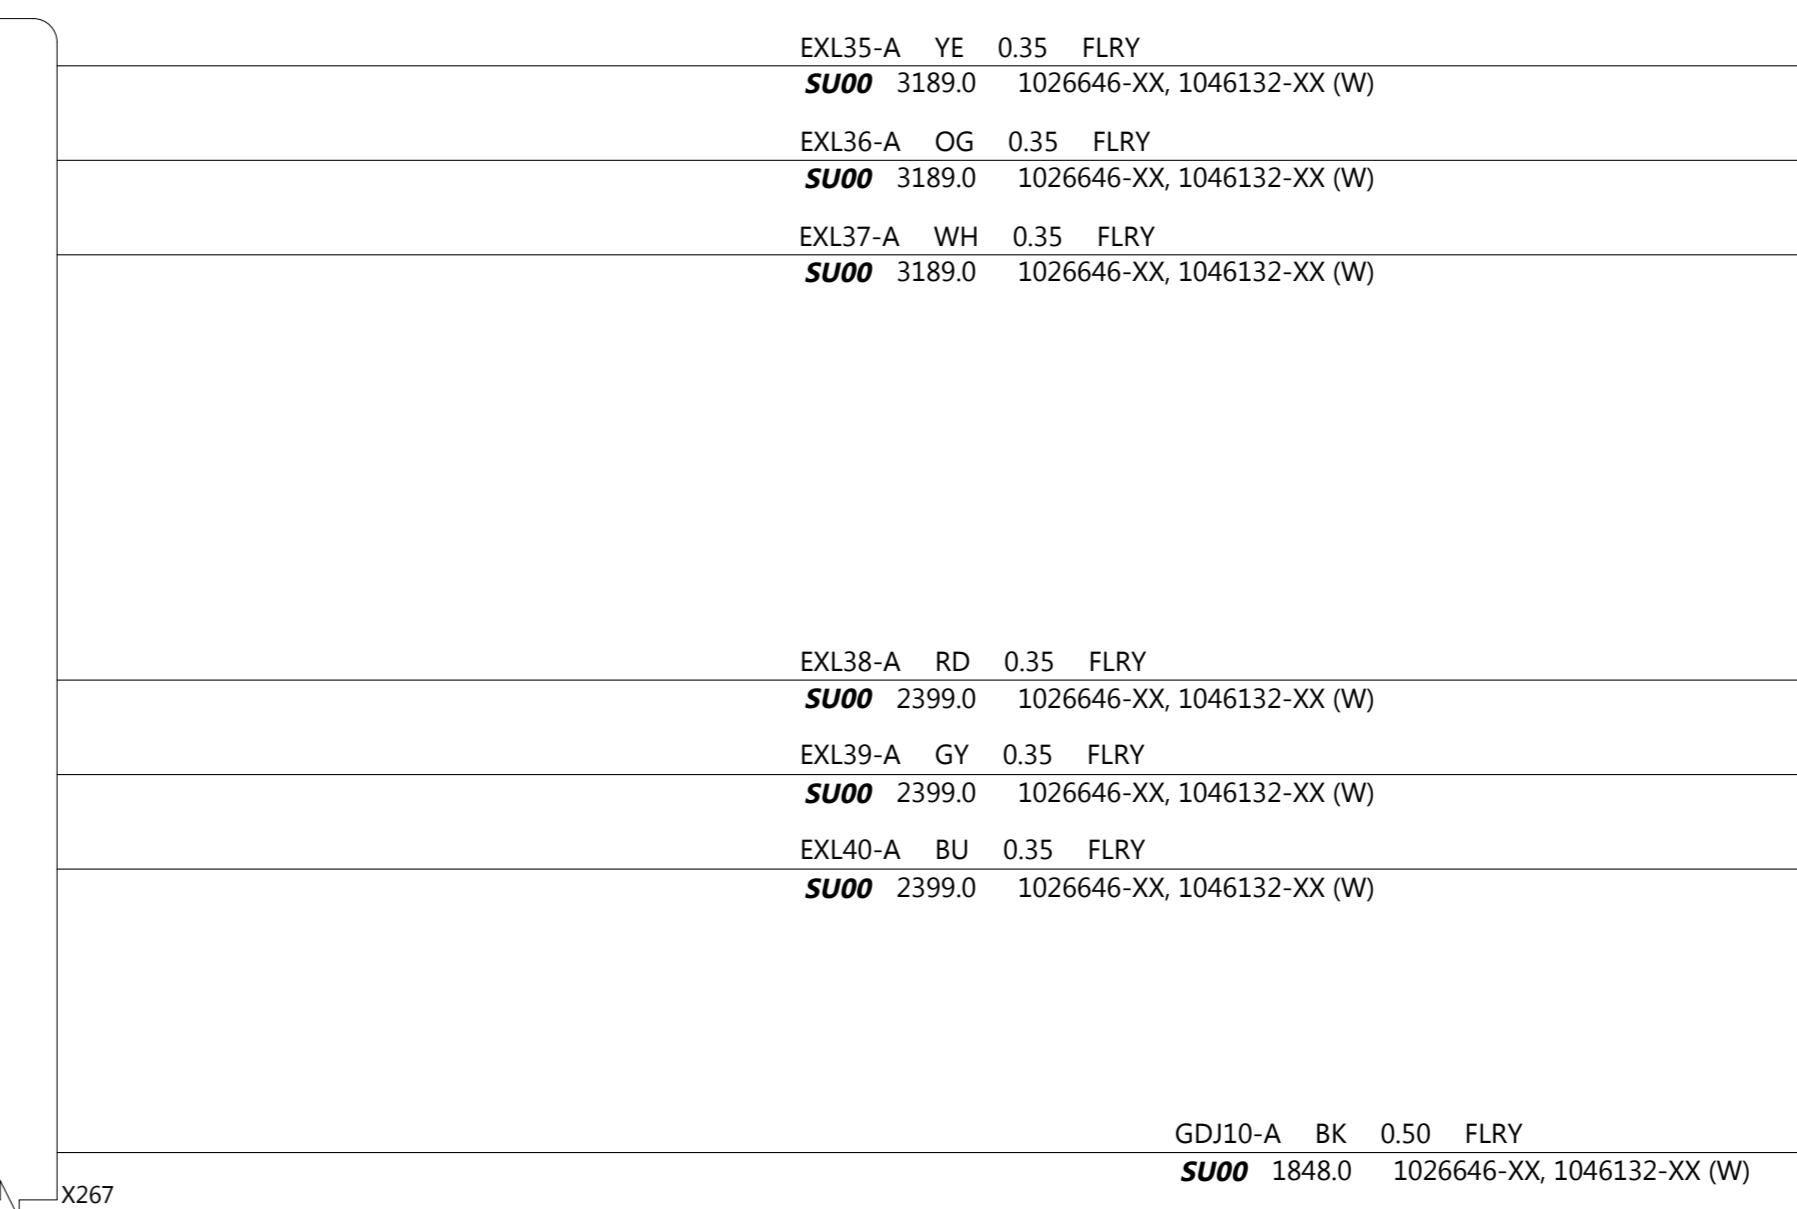 EXL35-A YE 0.35 FLRY
SU00 3189.0 1026646-XX, 1046132-XX (W)
EXL36-A OG 0.35 FLRY
SU00 3189.0 1026646-XX, 1046132-XX (W)
EXL37-A WH 0.35 FLRY
SU00 3189.0 1026646-XX, 1046132-XX (W)
EXL38-A RD 0.35 FLRY
SU00 2399.0 1026646-XX, 1046132-XX (W)
EXL39-A GY 0.35 FLRY
SU00 2399.0 1026646-XX, 1046132-XX (W)
EXL40-A BU 0.35 FLRY
SU00 2399.0 1026646-XX, 1046132-XX (W)
GDJ10-A BK 0.50 FLRY
SU00 1848.0 1026646-XX, 1046132-XX (W)
X267